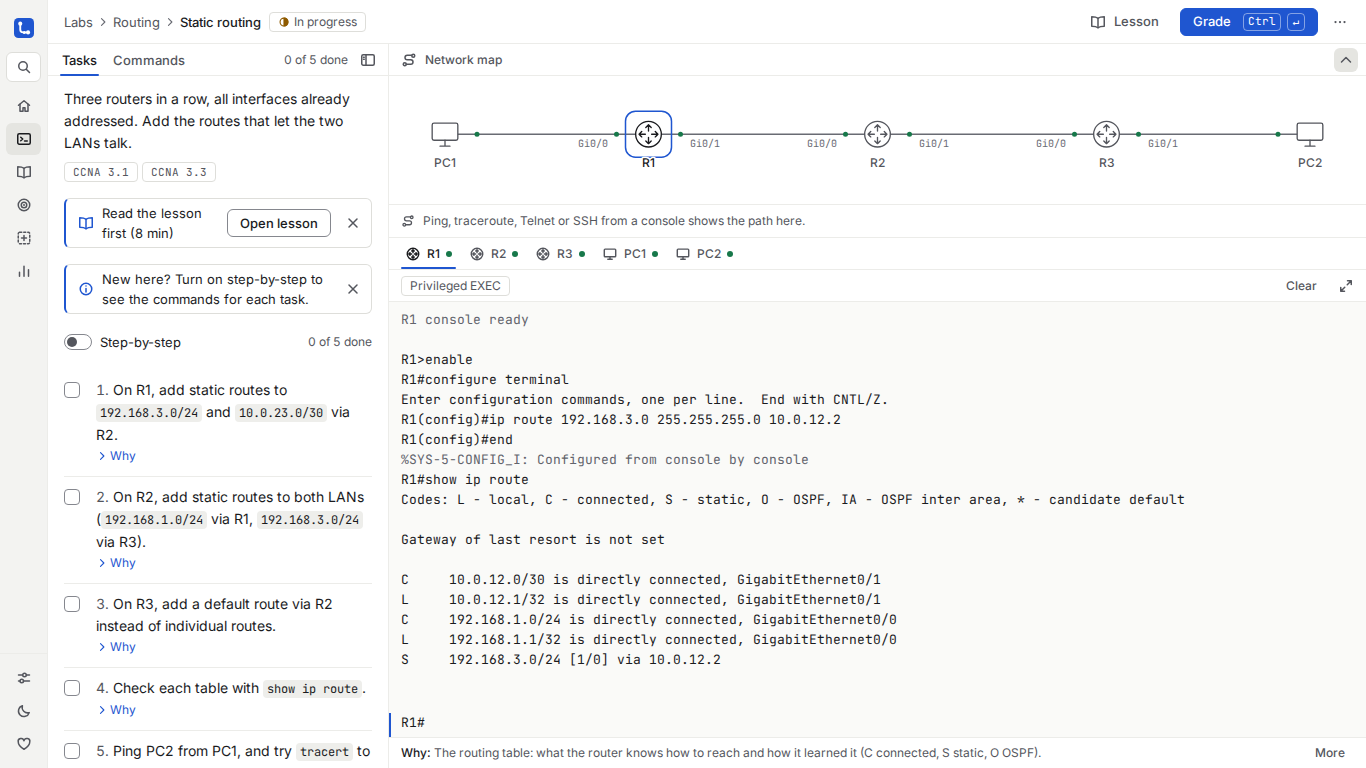 Labs > Routing > Static routing In progress
Lesson
Grade Ctrl ↵
Tasks Commands 0 of 5 done
Three routers in a row, all interfaces already
addressed. Add the routes that let the two
LANs talk.
CCNA 3.1 CCNA 3.3
Read the lesson
first (8 min)
Open lesson
New here? Turn on step-by-step to
see the commands for each task.
Step-by-step 0 of 5 done
1. On R1, add static routes to
192.168.3.0/24 and 10.0.23.0/30 via
R2.
> Why
2. On R2, add static routes to both LANs
(192.168.1.0/24 via R1, 192.168.3.0/24
via R3).
> Why
3. On R3, add a default route via R2
instead of individual routes.
> Why
4. Check each table with show ip route.
> Why
5. Ping PC2 from PC1, and try tracert to
Network map
Gi0/0 Gi0/1 Gi0/0 Gi0/1 Gi0/0 Gi0/1
PC1 R1 R2 R3 PC2
Ping, traceroute, Telnet or SSH from a console shows the path here.
R1 R2 R3 PC1 PC2
Privileged EXEC Clear
R1 console ready
R1>enable
R1#configure terminal
Enter configuration commands, one per line.  End with CNTL/Z.
R1(config)#ip route 192.168.3.0 255.255.255.0 10.0.12.2
R1(config)#end
%SYS-5-CONFIG_I: Configured from console by console
R1#show ip route
Codes: L - local, C - connected, S - static, O - OSPF, IA - OSPF inter area, * - candidate default
Gateway of last resort is not set
C     10.0.12.0/30 is directly connected, GigabitEthernet0/1
L     10.0.12.1/32 is directly connected, GigabitEthernet0/1
C     192.168.1.0/24 is directly connected, GigabitEthernet0/0
L     192.168.1.1/32 is directly connected, GigabitEthernet0/0
S     192.168.3.0/24 [1/0] via 10.0.12.2
R1#
Why: The routing table: what the router knows how to reach and how it learned it (C connected, S static, O OSPF). More